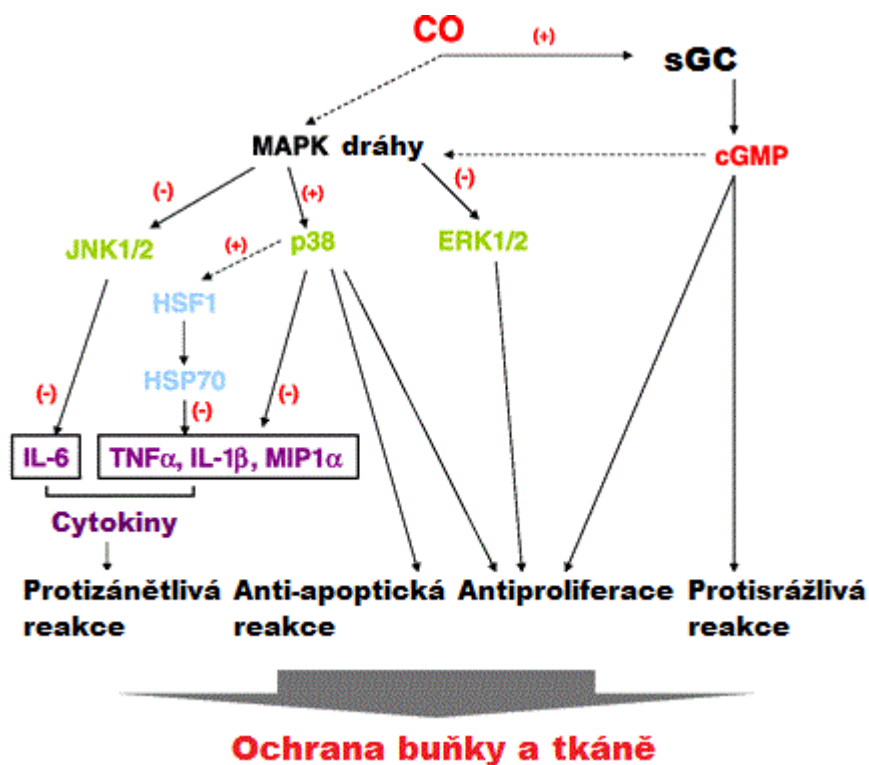 CO
(+)
sGC
MAPK dráhy
cGMP
(-)
(+)
(-)
JNK1/2
(+)
p38
ERK1/2
HSF1
HSP70
(-)
(-)
(-)
IL-6
TNFα, IL-1β, MIP1α
Cytokiny
Protizánětlivá
reakce
Anti-apoptická
reakce
Antiproliferace
Protisrážlivá
reakce
Ochrana buňky a tkáně